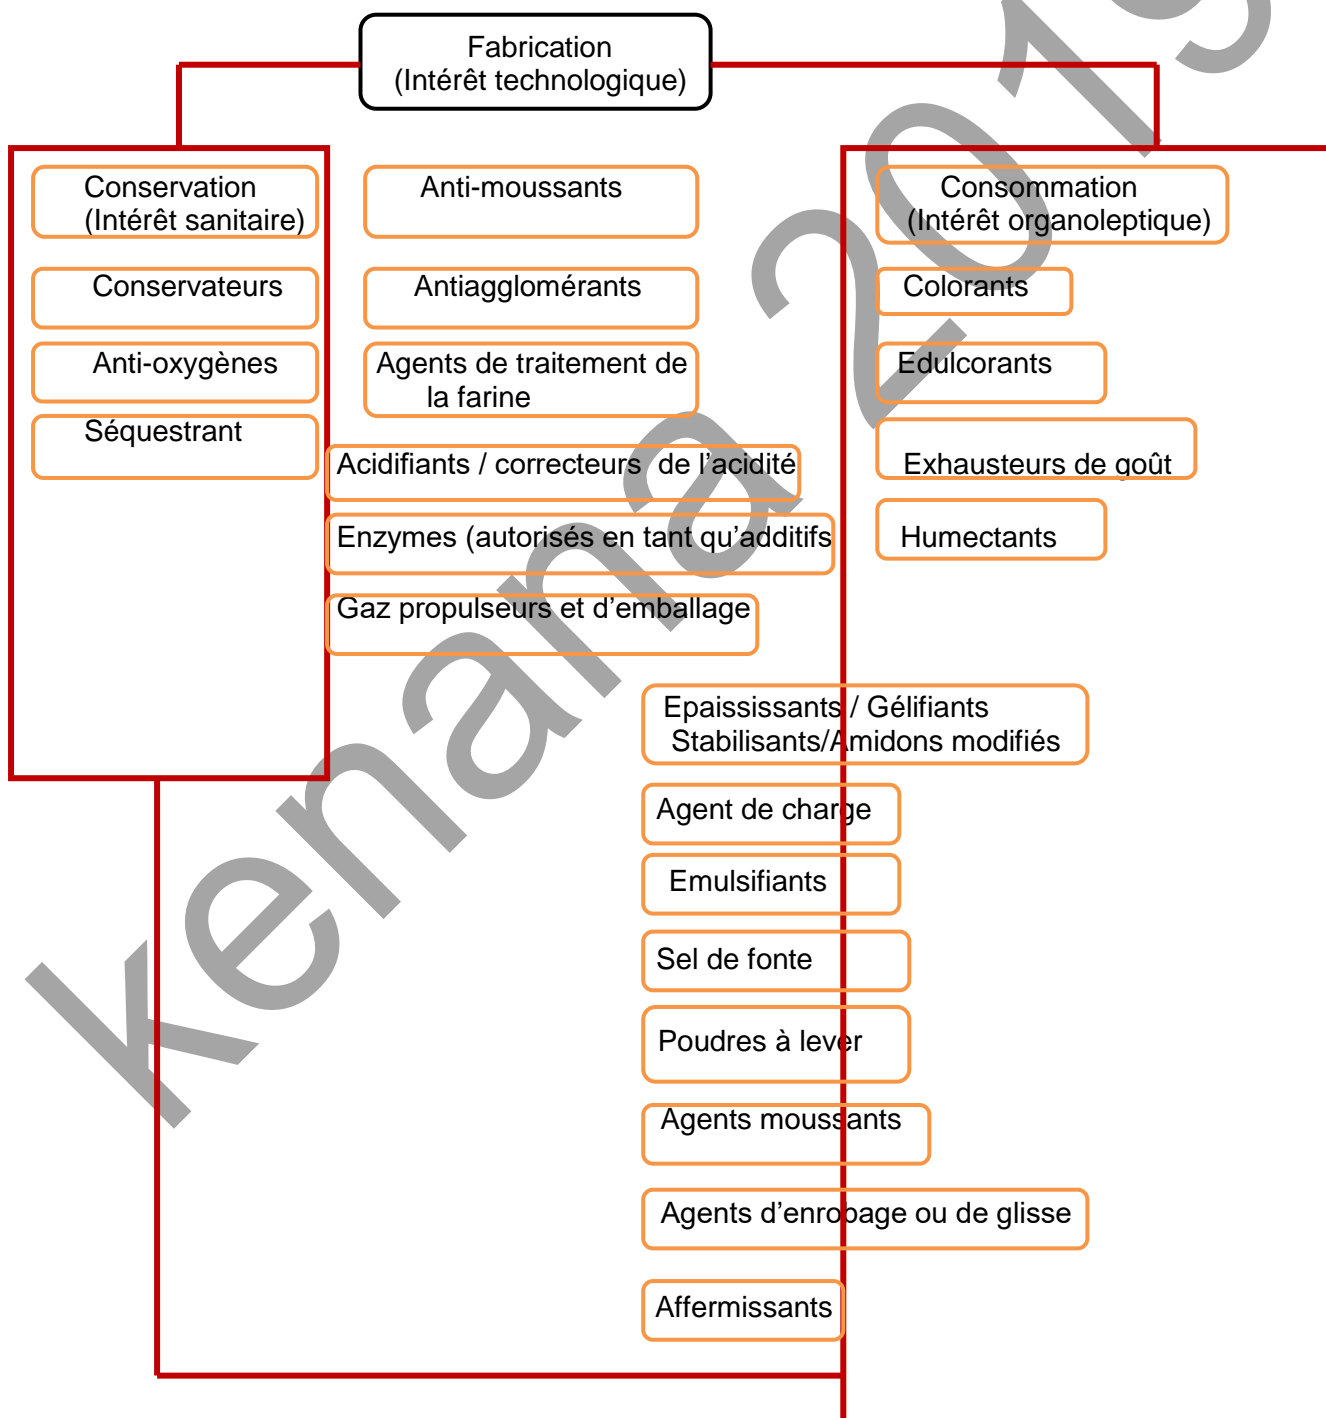 Fabrication
(Intérêt technologique)
Conservation
(Intérêt sanitaire)
Conservateurs
Anti-oxygènes
Séquestrant
Anti-moussants
Antiagglomérants
Agents de traitement de
la farine
Acidifiants / correcteurs de l’acidité
Enzymes (autorisés en tant qu’additifs
Gaz propulseurs et d’emballage
Consommation
(Intérêt organoleptique)
Colorants
Edulcorants
Exhausteurs de goût
Humectants
Epaississants / Gélifiants
Stabilisants/Amidons modifiés
Agent de charge
Emulsifiants
Sel de fonte
Poudres à lever
Agents moussants
Agents d’enrobage ou de glisse
Affermissants
kenana 2019